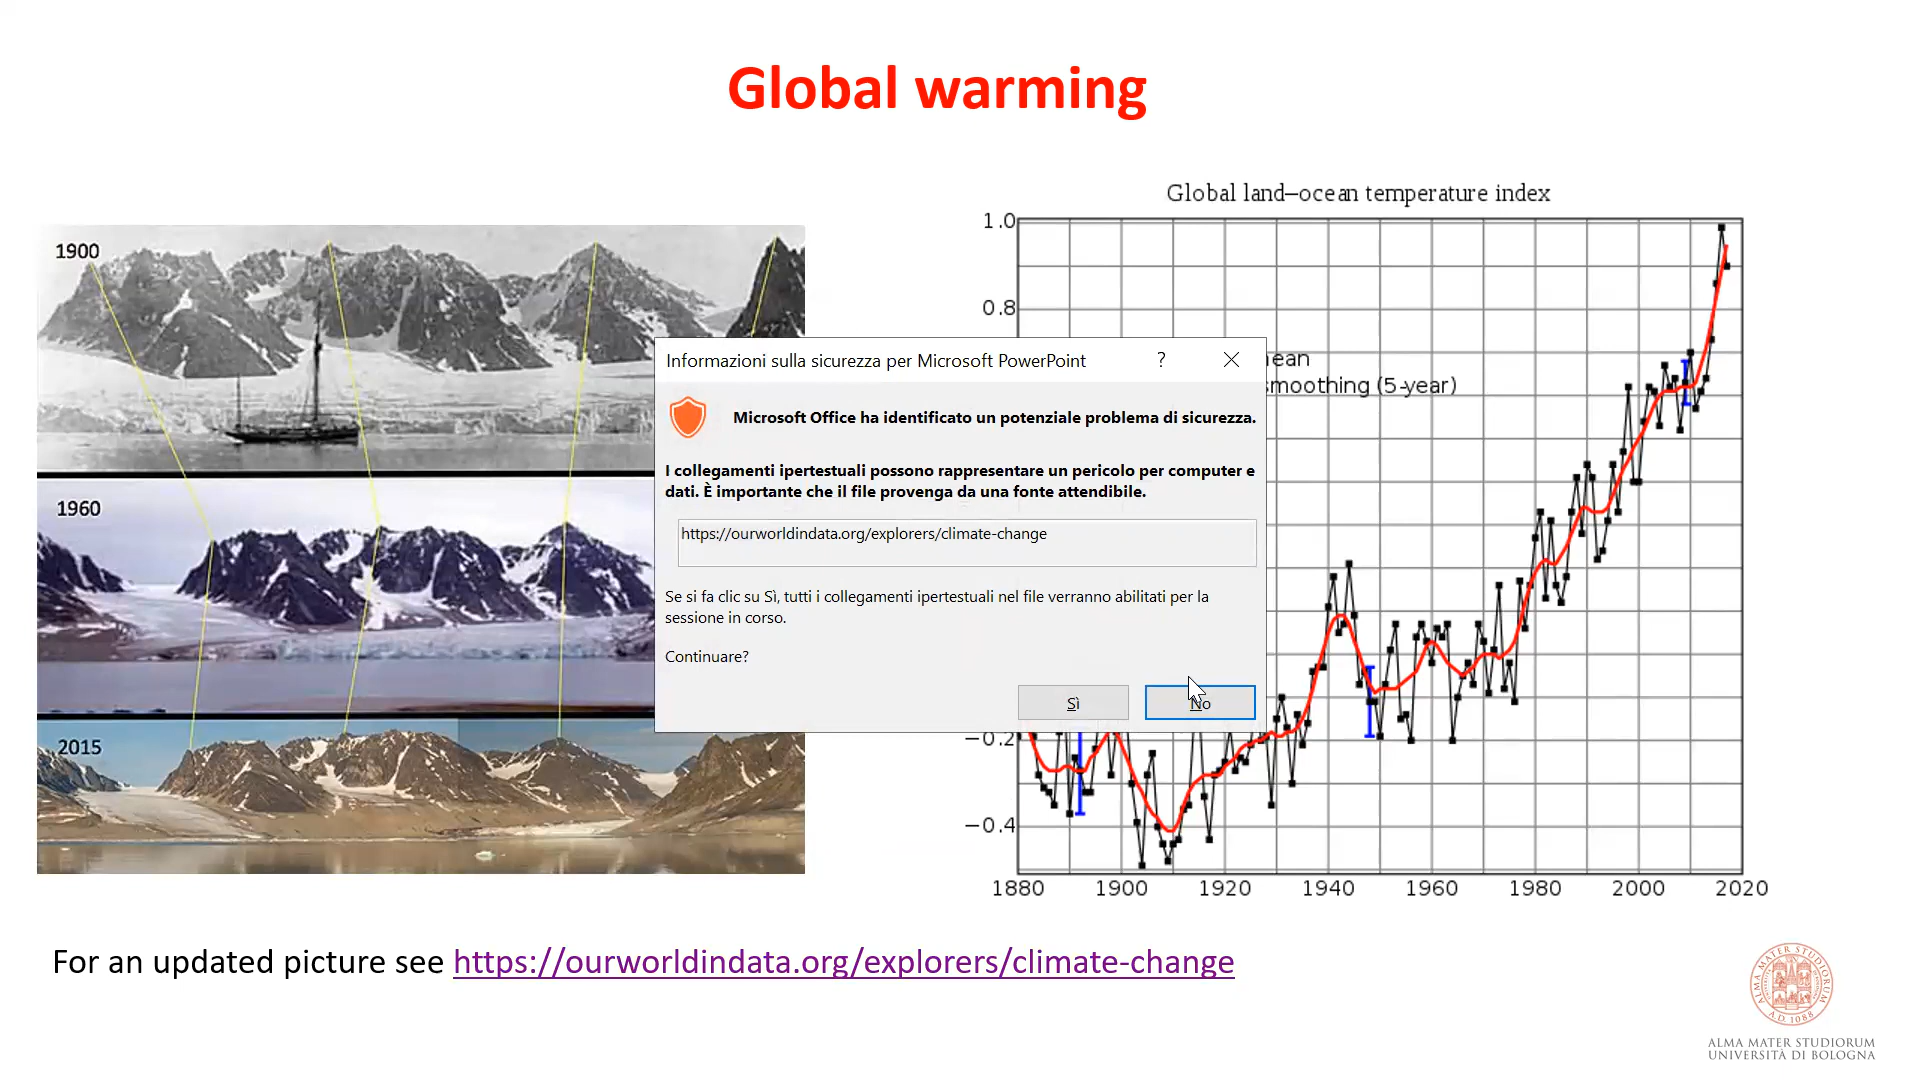 Global warming
1900
1960
2015
Global land–ocean temperature index
1.0
0.8
smoothing (5-year)
−0.2
−0.4
1880 1900 1920 1940 1960 1980 2000 2020
Informazioni sulla sicurezza per Microsoft PowerPoint ?
Microsoft Office ha identificato un potenziale problema di sicurezza.
I collegamenti ipertestuali possono rappresentare un pericolo per computer e
dati. È importante che il file provenga da una fonte attendibile.
https://ourworldindata.org/explorers/climate-change
Se si fa clic su Sì, tutti i collegamenti ipertestuali nel file verranno abilitati per la
sessione in corso.
Continuare?
Sì No
For an updated picture see https://ourworldindata.org/explorers/climate-change
ALMA MATER STUDIORUM
A.D. 1088
ALMA MATER STUDIORUM
UNIVERSITÀ DI BOLOGNA